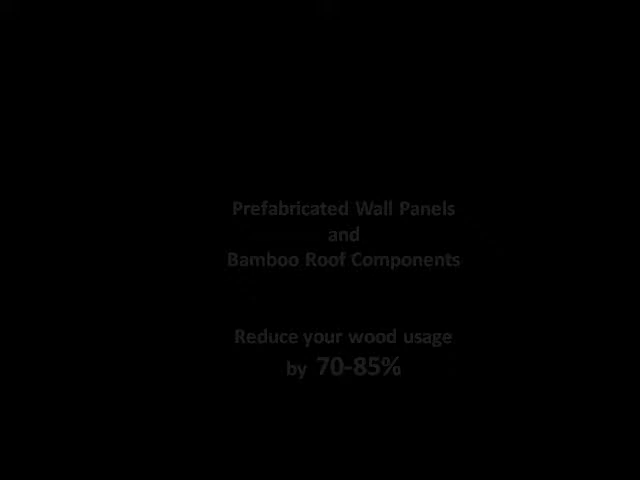 Prefabricated Wall Panels
and
Bamboo Roof Components
Reduce your wood usage
by 70-85%